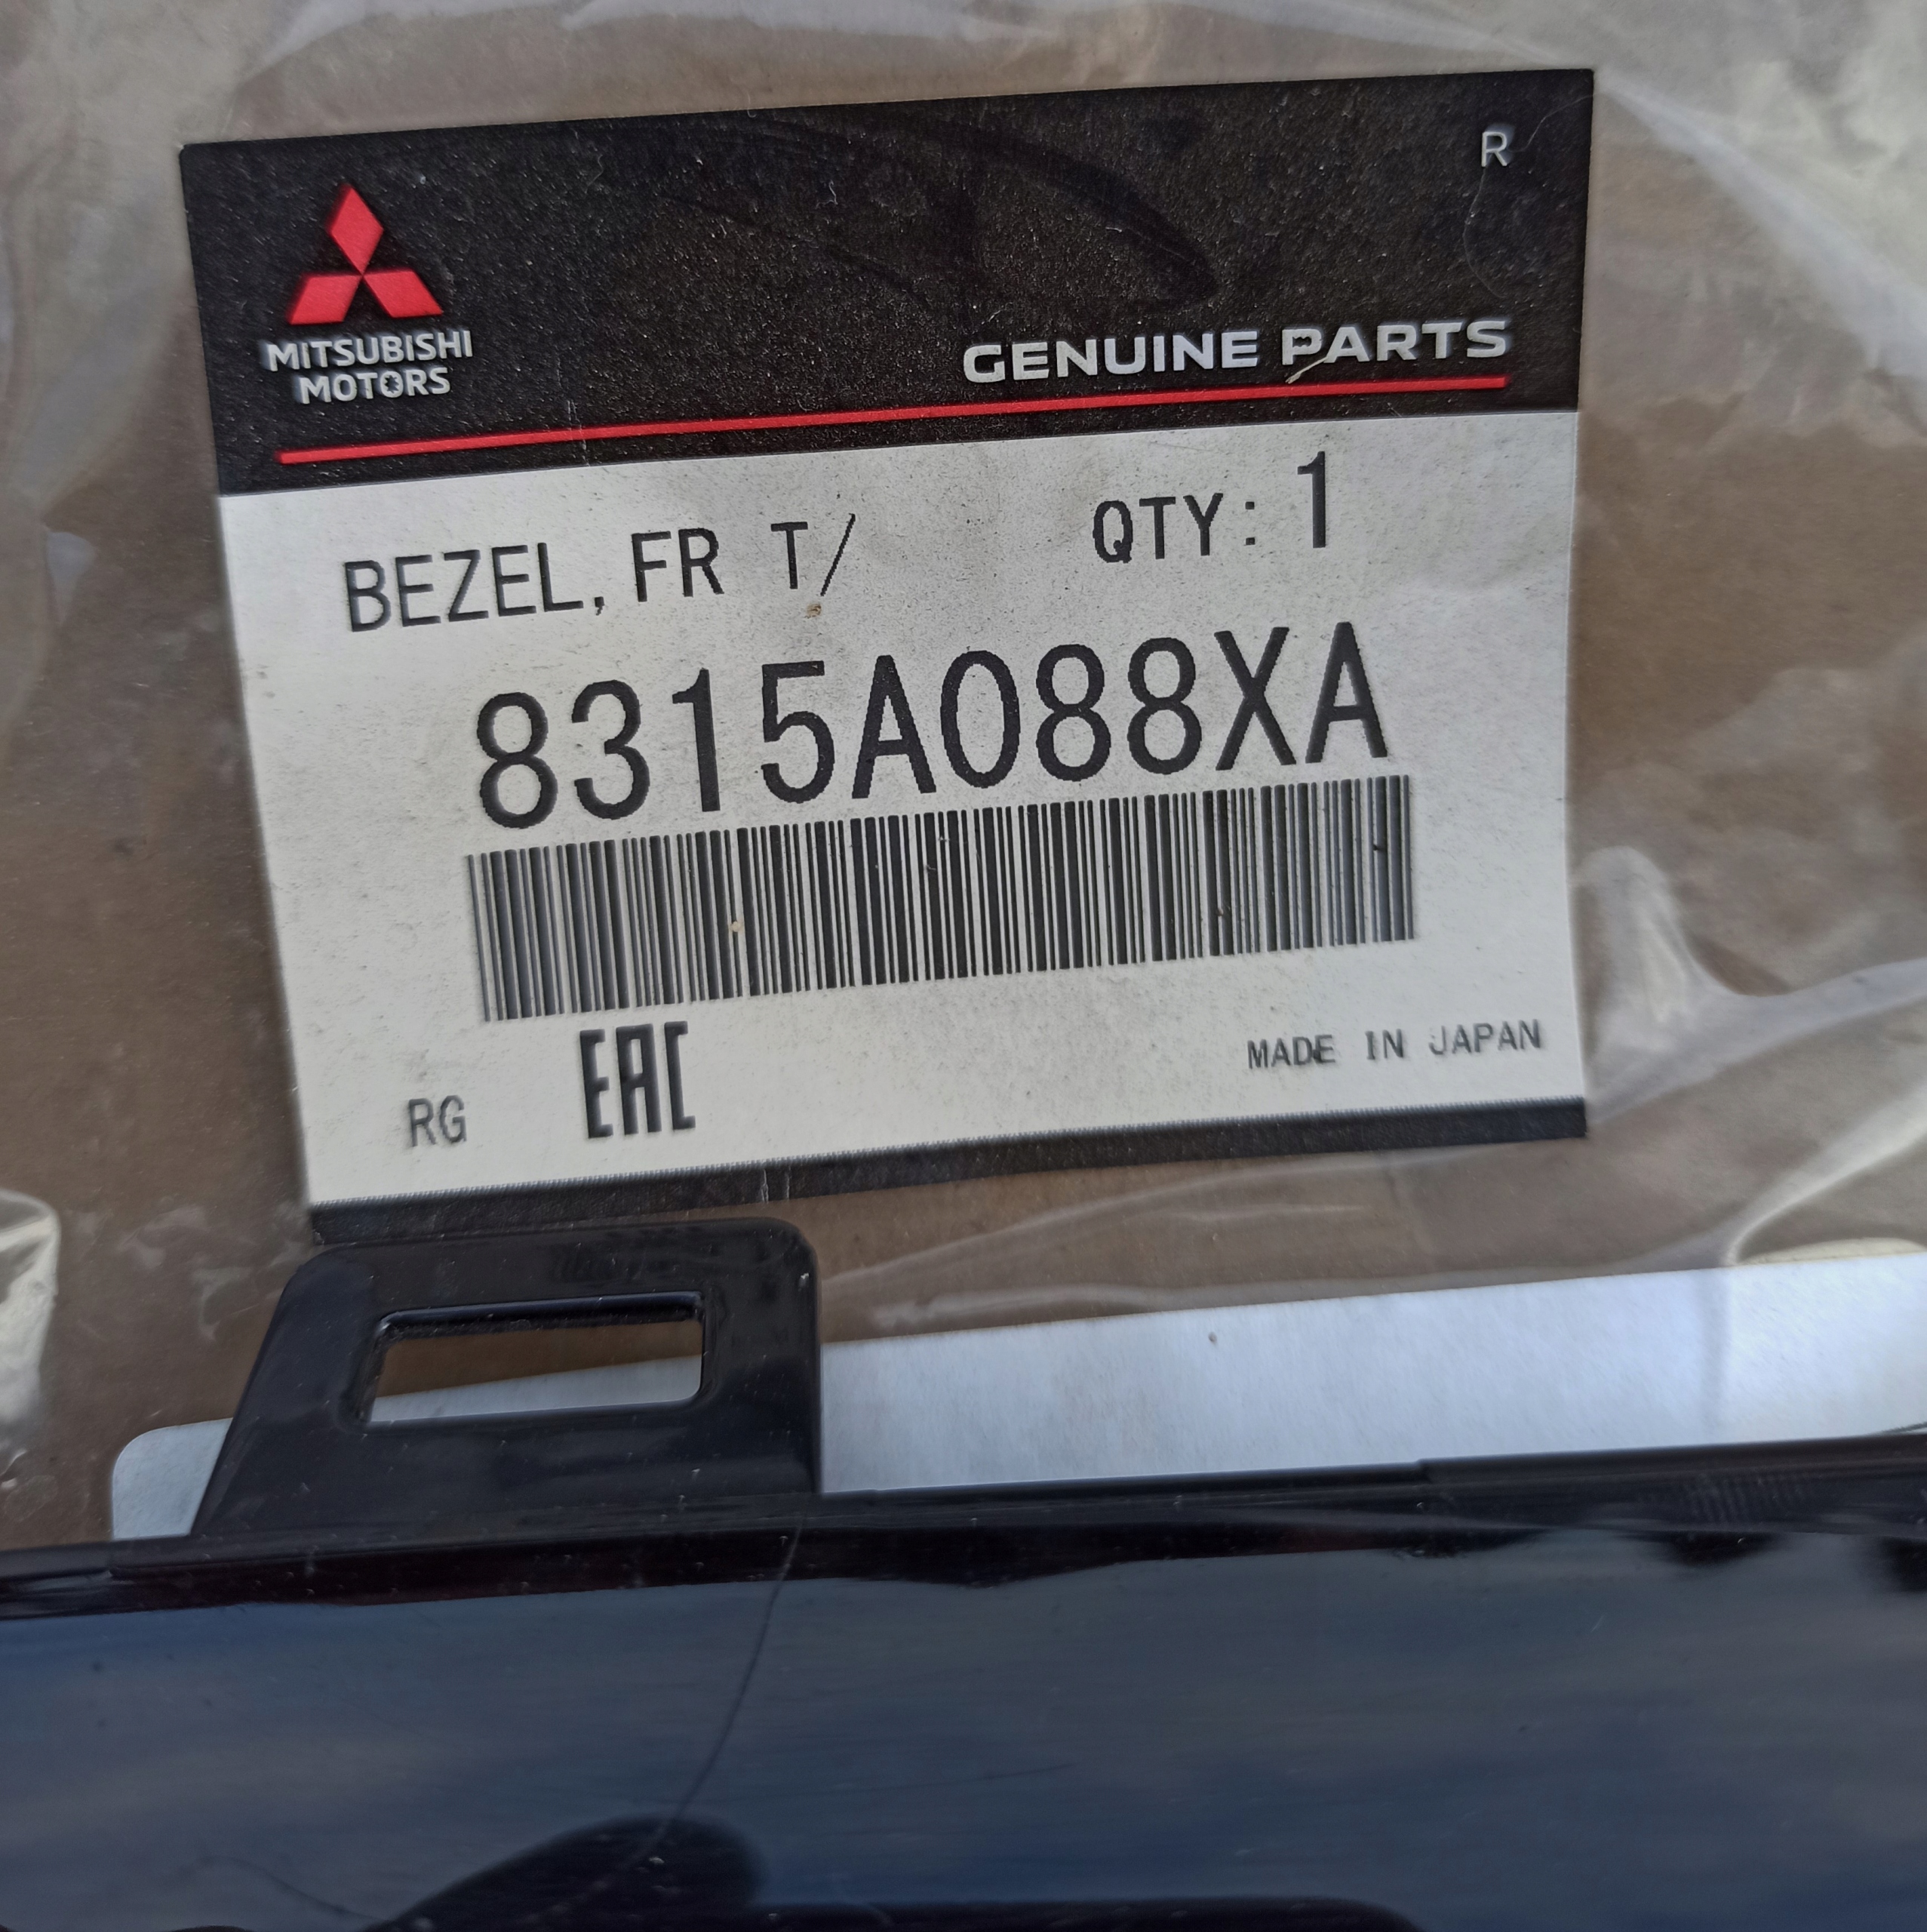 R
MITSUBISHI
MOTORS
GENUINE PARTS
BEZEL, FR T/ QTY: 1
8315A088XA
RG EAC MADE IN JAPAN